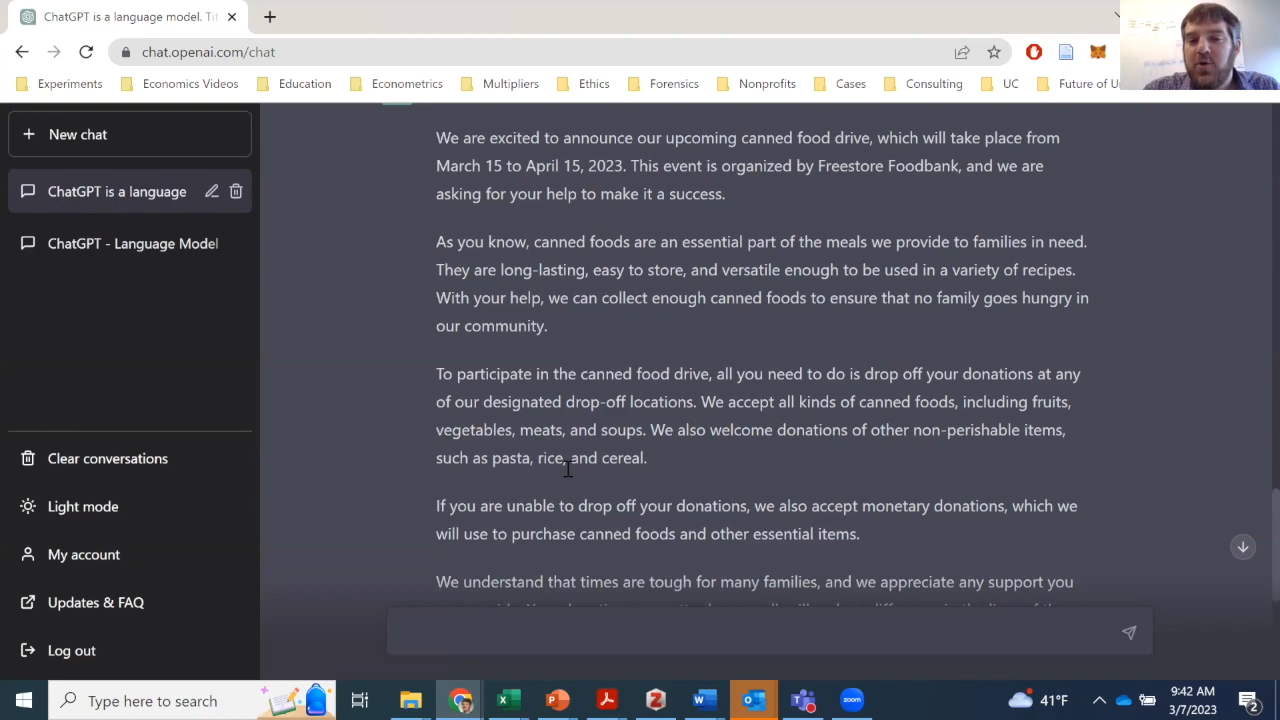 ChatGPT is a language model. Ti
chat.openai.com/chat
Experiments
Economics Videos
Education
Econometrics
Multipliers
Ethics
Forensics
Nonprofits
Cases
Consulting
UC
Future of U
New chat
ChatGPT is a language
ChatGPT - Language Model
Clear conversations
Light mode
My account
Updates & FAQ
Log out
We are excited to announce our upcoming canned food drive, which will take place from
March 15 to April 15, 2023. This event is organized by Freestore Foodbank, and we are
asking for your help to make it a success.
As you know, canned foods are an essential part of the meals we provide to families in need.
They are long-lasting, easy to store, and versatile enough to be used in a variety of recipes.
With your help, we can collect enough canned foods to ensure that no family goes hungry in
our community.
To participate in the canned food drive, all you need to do is drop off your donations at any
of our designated drop-off locations. We accept all kinds of canned foods, including fruits,
vegetables, meats, and soups. We also welcome donations of other non-perishable items,
such as pasta, rice, and cereal.
If you are unable to drop off your donations, we also accept monetary donations, which we
will use to purchase canned foods and other essential items.
We understand that times are tough for many families, and we appreciate any support you
Type here to search
41°F
9:42 AM
3/7/2023
2